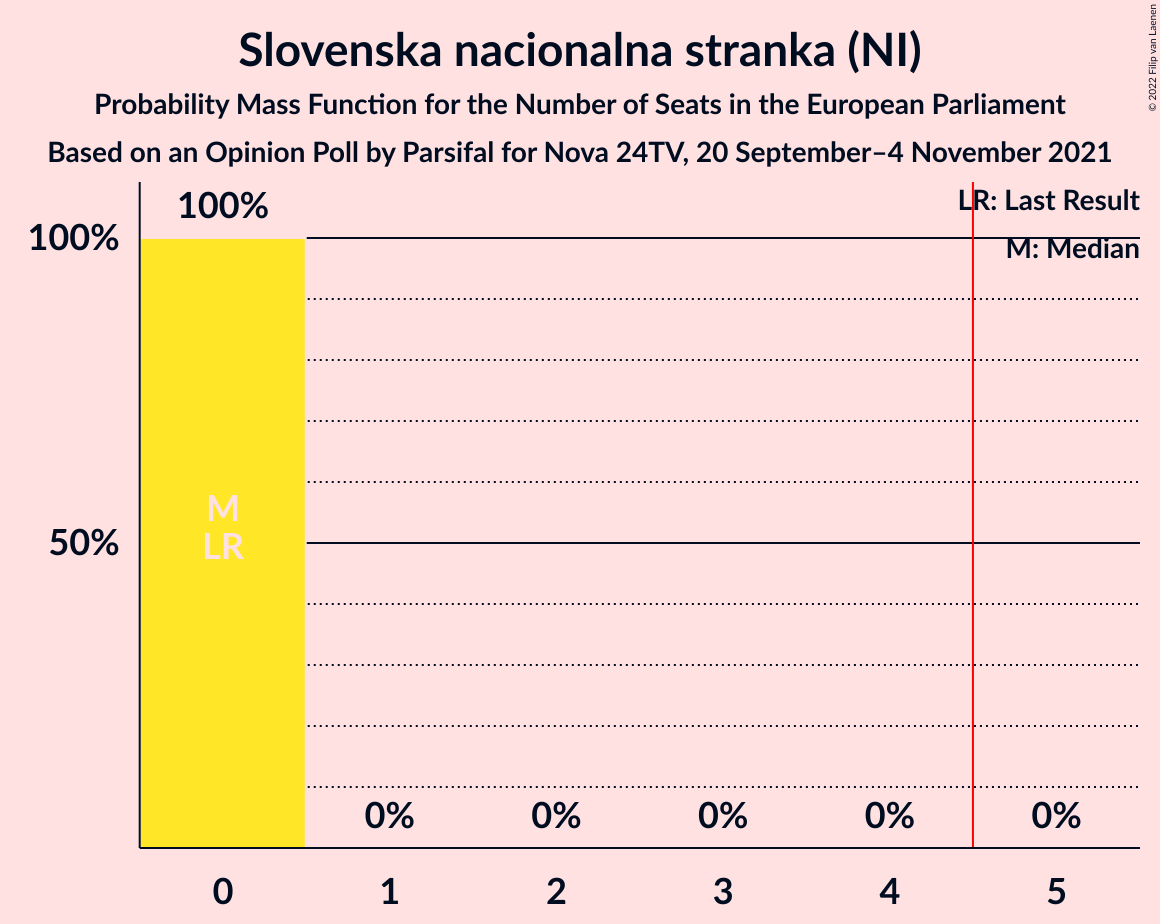 Slovenska nacionalna stranka (NI)
Probability Mass Function for the Number of Seats in the European Parliament
Based on an Opinion Poll by Parsifal for Nova 24TV, 20 September–4 November 2021
© 2022 Filip van Laenen
LR: Last Result
M: Median
100%
100%
50%
M
LR
0% 0% 0% 0% 0%
0 1 2 3 4 5